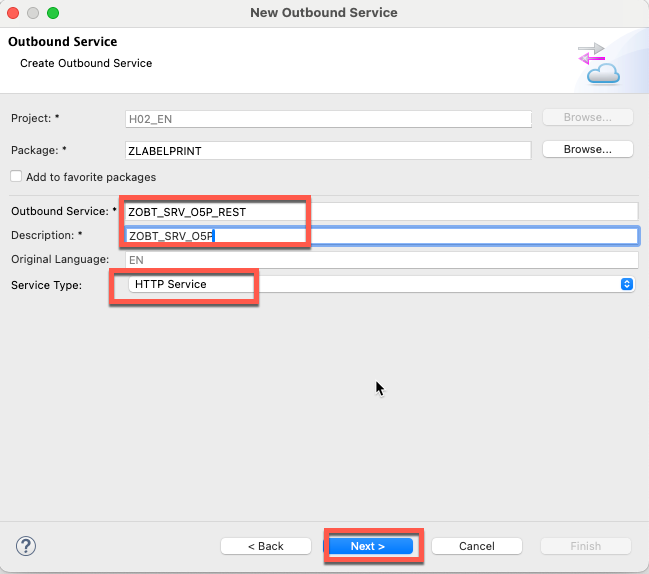 New Outbound Service
Outbound Service
Create Outbound Service
Project: * H02_EN Browse...
Package: * ZLABELPRINT Browse...
Add to favorite packages
Outbound Service: * ZOBT_SRV_O5P_REST
Description: * ZOBT_SRV_O5P
Original Language: EN
Service Type: HTTP Service
? < Back Next > Cancel Finish